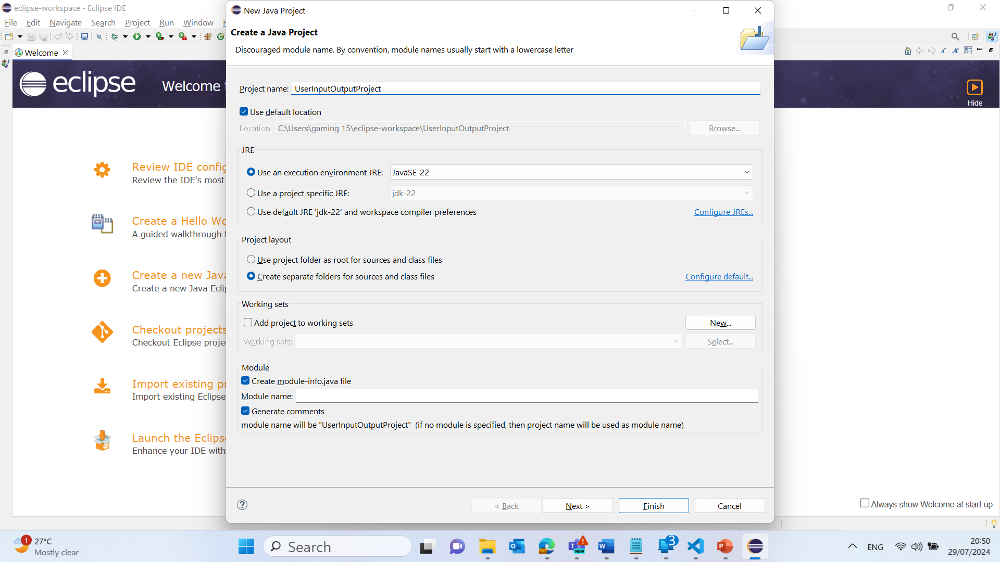 eclipse-workspace - Eclipse IDE
File Edit Navigate Search Project Run Window
Welcome
eclipse
Welcome
Hide
Review IDE config
Review the IDE's most
Create a Hello Wo
A guided walkthrough
Create a new Java
Create a new Java Eclip
Checkout projects
Checkout Eclipse proje
Import existing pr
Import existing Eclipse
Launch the Eclipse
Enhance your IDE with
Always show Welcome at start up
New Java Project
Create a Java Project
Discouraged module name. By convention, module names usually start with a lowercase letter
Project name: UserInputOutputProject
Use default location
Location: C:\Users\gaming 15\eclipse-workspace\UserInputOutputProject Browse...
JRE
Use an execution environment JRE: JavaSE-22
Use a project specific JRE: jdk-22
Use default JRE 'jdk-22' and workspace compiler preferences Configure JREs...
Project layout
Use project folder as root for sources and class files
Create separate folders for sources and class files Configure default...
Working sets
Add project to working sets New...
Working sets: Select...
Module
Create module-info.java file
Module name:
Generate comments
module name will be "UserInputOutputProject" (if no module is specified, then project name will be used as module name)
< Back Next > Finish Cancel
1
27°C
Mostly clear
Search
NEW
3
ENG
20:50
29/07/2024